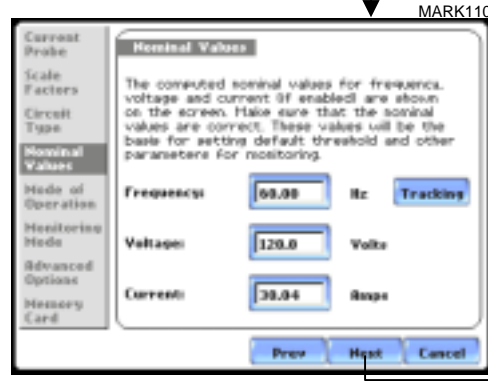 MARK110
Current
Probe
Scale
Factors
Circuit
Type
Nominal
Values
Mode of
Operation
Monitoring
Mode
Advanced
Options
Memory
Card
Nominal Values
The computed nominal values for frequency,
voltage and current (if enabled) are shown
on the screen. Make sure that the nominal
values are correct. These values will be the
basis for setting default threshold and other
parameters for monitoring.
Frequency: 60.00 Hz Tracking
Voltage: 120.0 Volts
Current: 30.04 Amps
Prev Next Cancel